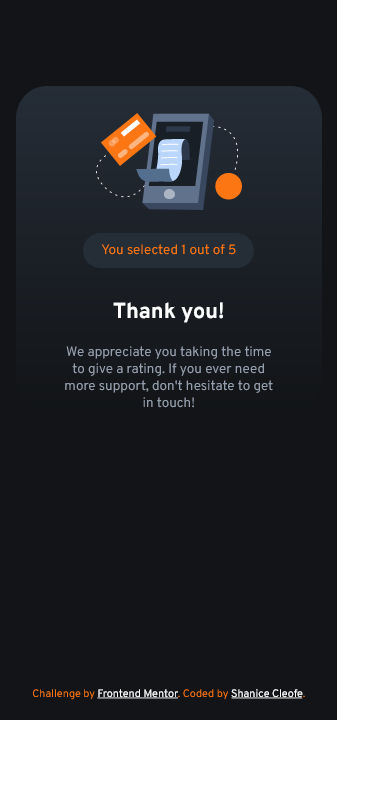 You selected 1 out of 5
Thank you!
We appreciate you taking the time
to give a rating. If you ever need
more support, don't hesitate to get
in touch!
Challenge by Frontend Mentor. Coded by Shanice Cleofe.